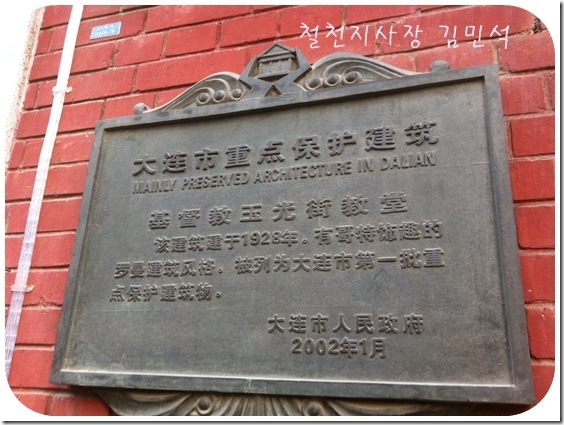 철천지사장 김민석
大连市重点保护建筑
MAINLY PRESERVED ARCHITECTURE IN DALIAN
基督教玉光街教堂
该建筑建于1928年。有哥特饰趣的
罗曼建筑风格。被列为大连市第一批重
点保护建筑物。
大连市人民政府
2002年1月